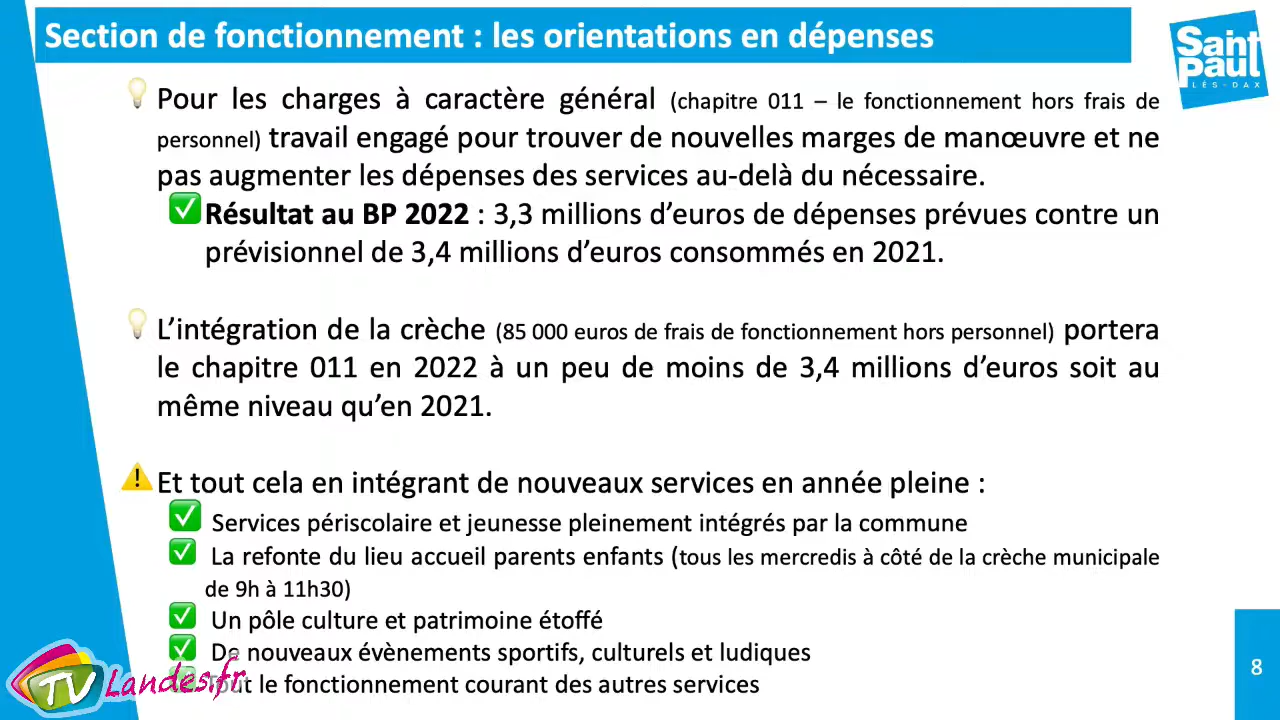 Section de fonctionnement : les orientations en dépenses
Saint
Paul
LÈS-DAX
Pour les charges à caractère général (chapitre 011 – le fonctionnement hors frais de
personnel) travail engagé pour trouver de nouvelles marges de manœuvre et ne
pas augmenter les dépenses des services au-delà du nécessaire.
Résultat au BP 2022 : 3,3 millions d’euros de dépenses prévues contre un
prévisionnel de 3,4 millions d’euros consommés en 2021.
L’intégration de la crèche (85 000 euros de frais de fonctionnement hors personnel) portera
le chapitre 011 en 2022 à un peu de moins de 3,4 millions d’euros soit au
même niveau qu’en 2021.
Et tout cela en intégrant de nouveaux services en année pleine :
Services périscolaire et jeunesse pleinement intégrés par la commune
La refonte du lieu accueil parents enfants (tous les mercredis à côté de la crèche municipale
de 9h à 11h30)
Un pôle culture et patrimoine étoffé
De nouveaux évènements sportifs, culturels et ludiques
Tout le fonctionnement courant des autres services
TV Landes.fr
8